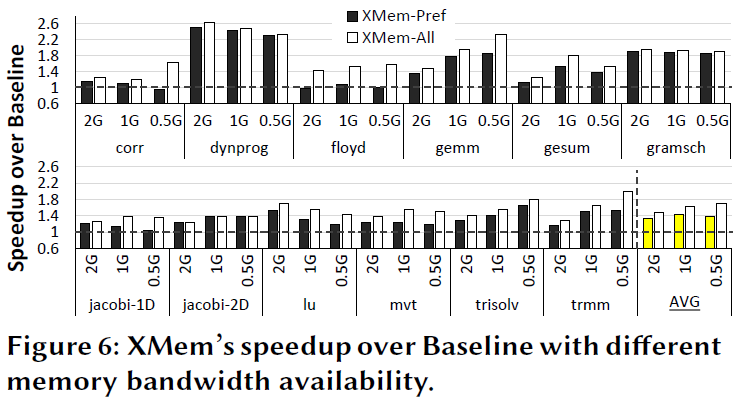 Speedup over Baseline
XMem-Pref
XMem-All
2.6
2.2
1.8
1.4
1
0.6
2G 1G 0.5G 2G 1G 0.5G 2G 1G 0.5G 2G 1G 0.5G 2G 1G 0.5G 2G 1G 0.5G
corr dynprog floyd gemm gesum gramsch
2.6
2.2
1.8
1.4
1
0.6
2G 1G 0.5G 2G 1G 0.5G 2G 1G 0.5G 2G 1G 0.5G 2G 1G 0.5G 2G 1G 0.5G 2G 1G 0.5G
jacobi-1D jacobi-2D lu mvt trisolv trmm AVG
Figure 6: XMem’s speedup over Baseline with different
memory bandwidth availability.